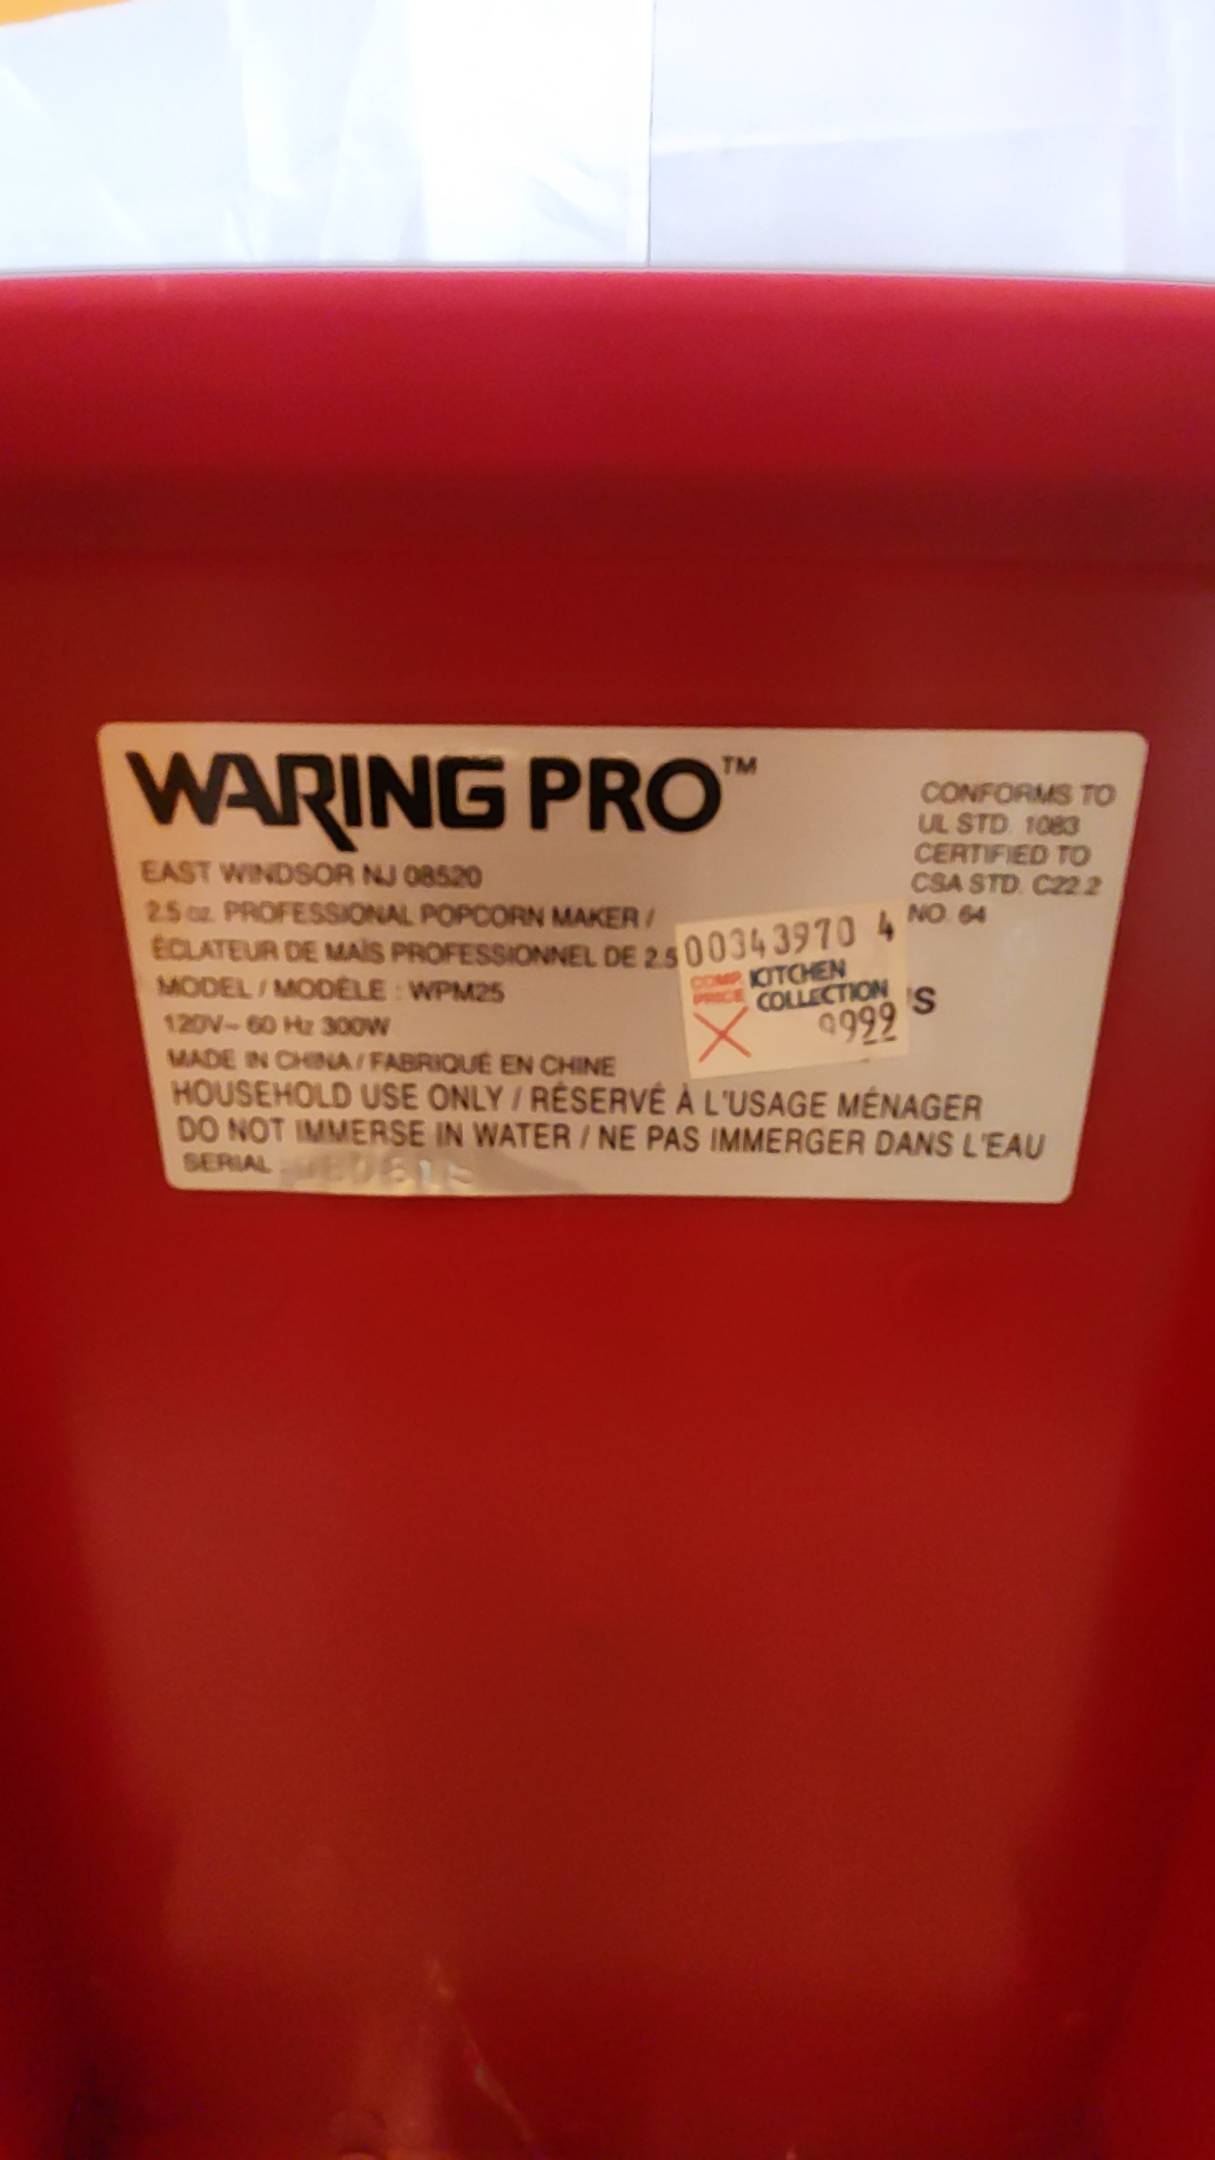 WARING PRO™
EAST WINDSOR NJ 08520
2.5 oz. PROFESSIONAL POPCORN MAKER /
ÉCLATEUR DE MAÏS PROFESSIONNEL DE 2.5
MODEL / MODÈLE : WPM25
120V~ 60 Hz 300W
MADE IN CHINA / FABRIQUÉ EN CHINE
HOUSEHOLD USE ONLY / RÉSERVÉ À L'USAGE MÉNAGER
DO NOT IMMERSE IN WATER / NE PAS IMMERGER DANS L'EAU
SERIAL
CONFORMS TO
UL STD. 1083
CERTIFIED TO
CSA STD. C22.2
NO. 64
00343970 4
COMP. PRICE
KITCHEN
COLLECTION
9999
'S